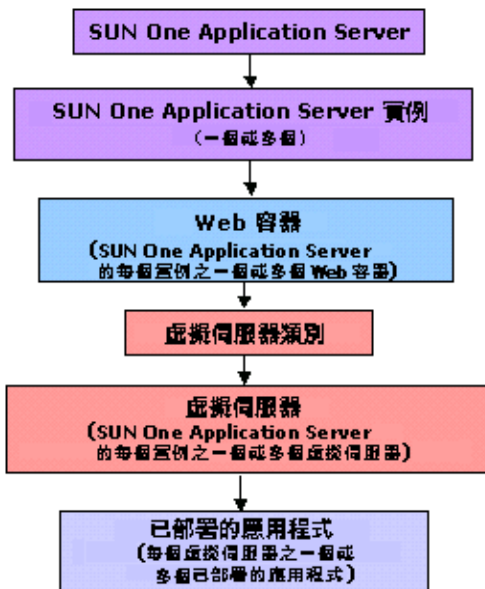 SUN One Application Server
SUN One Application Server 實例
(一個或多個)
Web 容器
(SUN One Application Server
的每個實例之一個或多個 Web 容器)
虛擬伺服器類別
虛擬伺服器
(SUN One Application Server
的每個實例之一個或多個虛擬伺服器)
已部署的應用程式
(每個虛擬伺服器之一個或
多個已部署的應用程式)